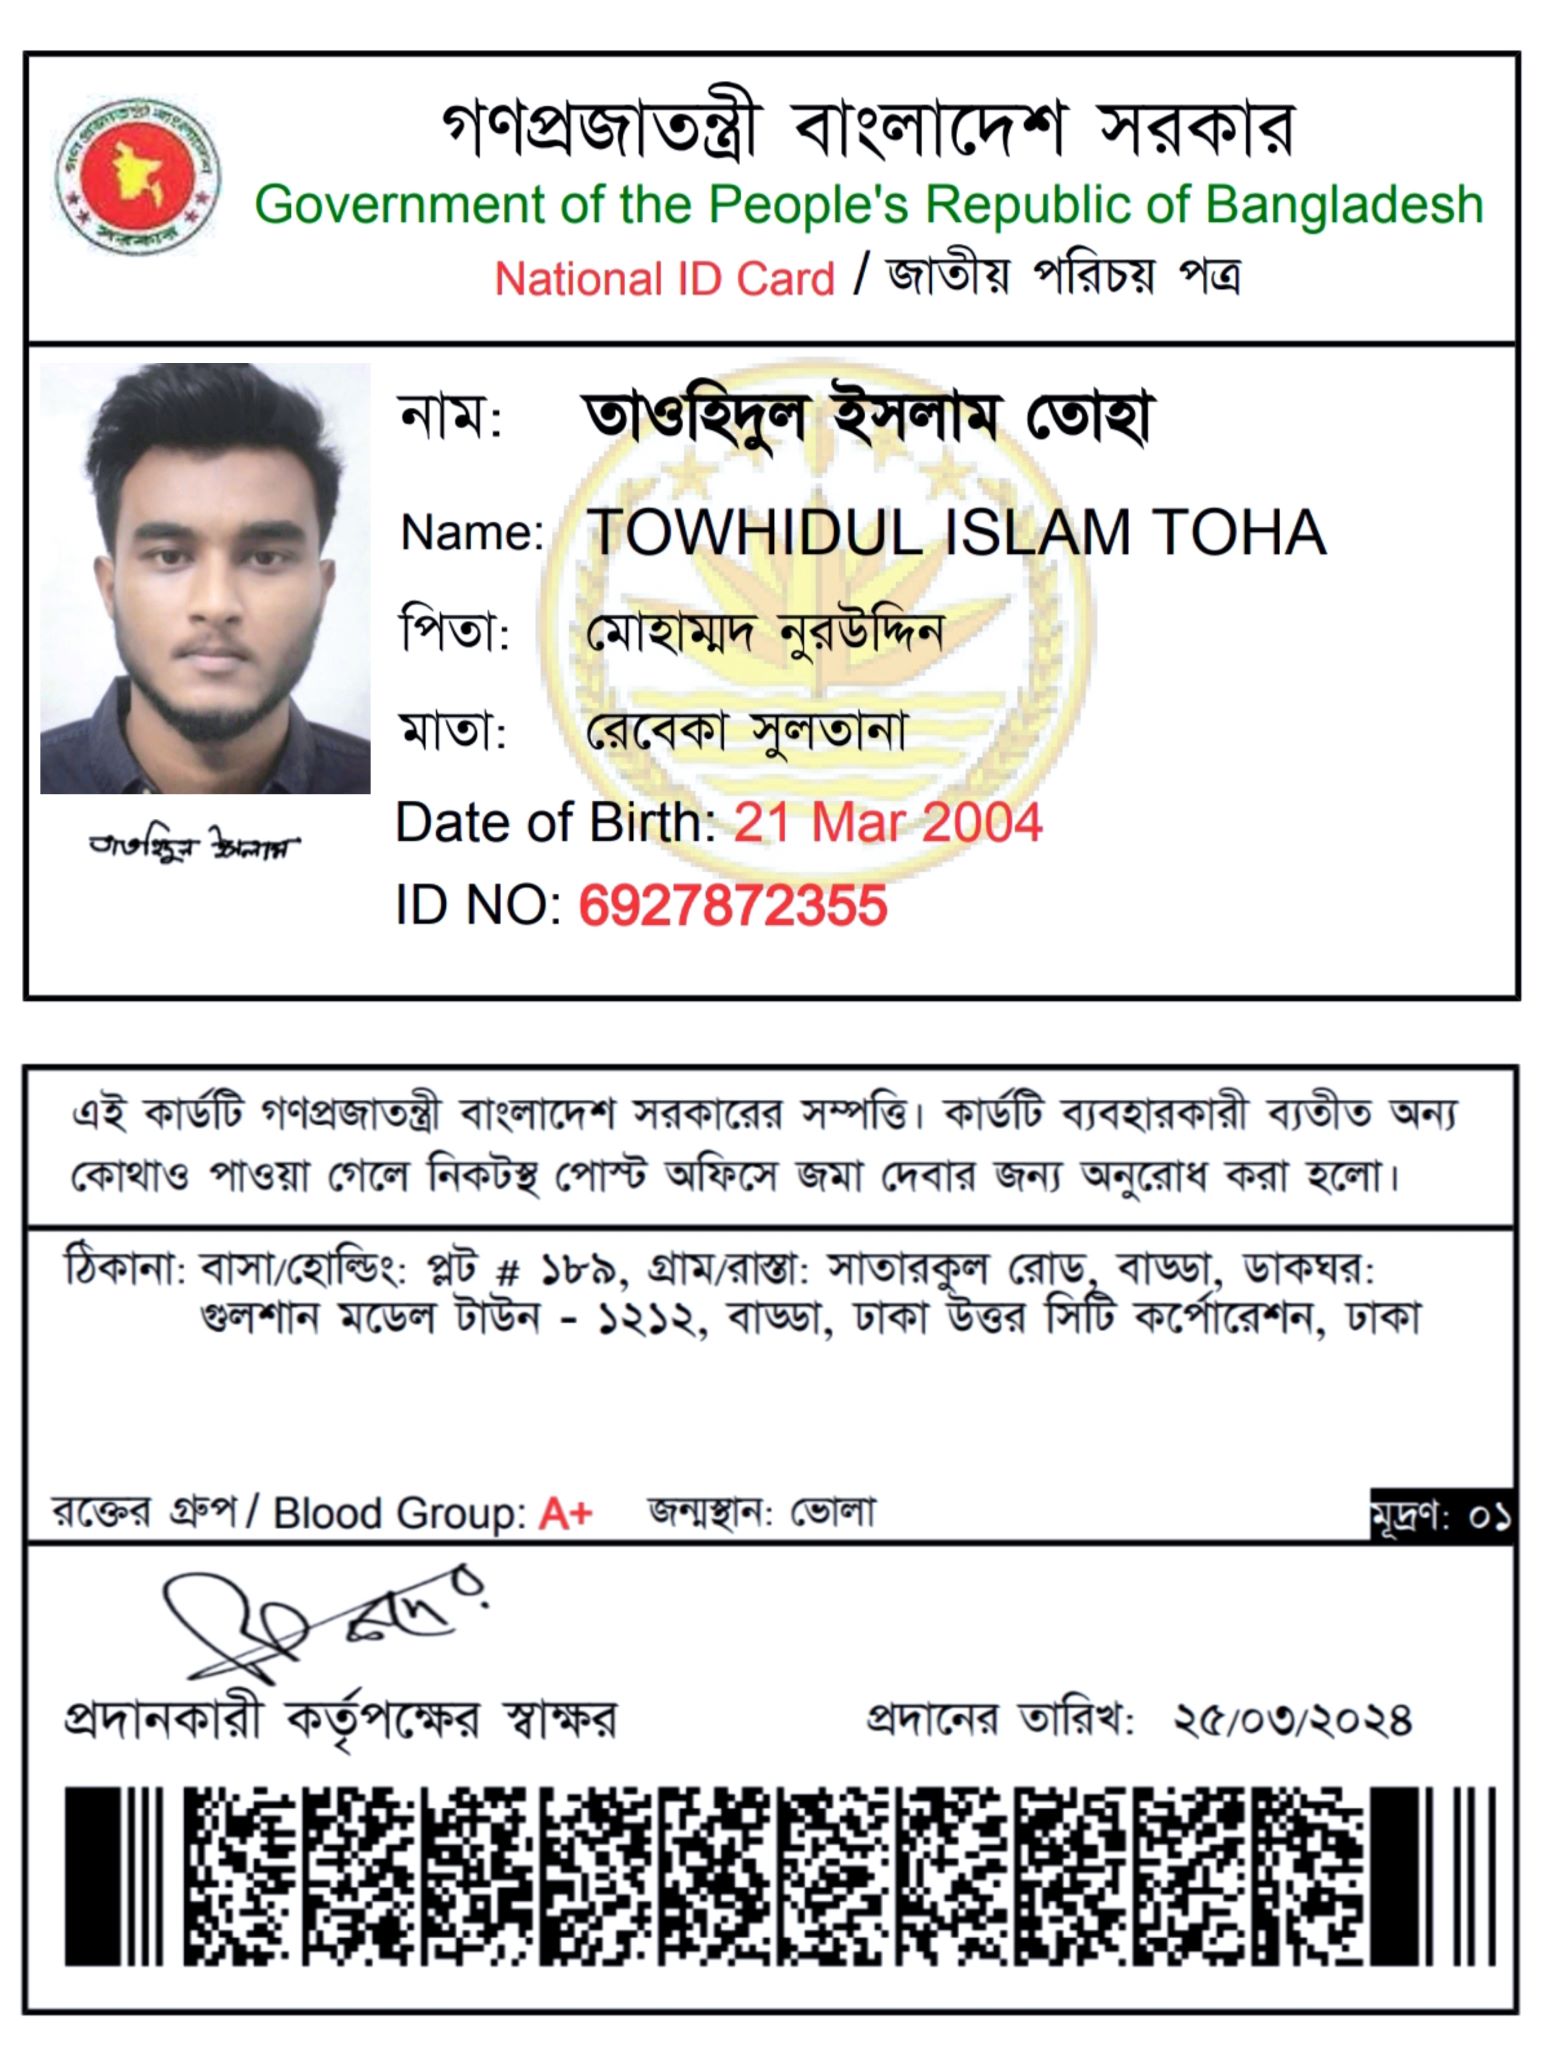 গণপ্রজাতন্ত্রী বাংলাদেশ সরকার
Government of the People's Republic of Bangladesh
National ID Card / জাতীয় পরিচয় পত্র
নাম: তাওহিদুল ইসলাম তোহা
Name: TOWHIDUL ISLAM TOHA
পিতা: মোহাম্মদ নুরউদ্দিন
মাতা: রেবেকা সুলতানা
Date of Birth: 21 Mar 2004
তাওহিদুল ইসলাম
ID NO: 6927872355
এই কার্ডটি গণপ্রজাতন্ত্রী বাংলাদেশ সরকারের সম্পত্তি। কার্ডটি ব্যবহারকারী ব্যতীত অন্য
কোথাও পাওয়া গেলে নিকটস্থ পোস্ট অফিসে জমা দেবার জন্য অনুরোধ করা হলো।
ঠিকানা: বাসা/হোল্ডিং: প্লট # ১৮৯, গ্রাম/রাস্তা: সাতারকুল রোড, বাড্ডা, ডাকঘর:
গুলশান মডেল টাউন - ১২১২, বাড্ডা, ঢাকা উত্তর সিটি কর্পোরেশন, ঢাকা
রক্তের গ্রুপ / Blood Group: A+ জন্মস্থান: ভোলা মূদ্রণ: ০১
প্রদানকারী কর্তৃপক্ষের স্বাক্ষর প্রদানের তারিখ: ২৫/০৩/২০২৪